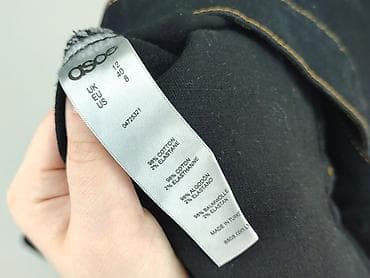 asos
UK 12
EU 40
US 8
04725321
98% COTTON
2% ELASTANE
98% COTON
2% ELASTHANNE
98% ALGODÓN
2% ELASTANO
98% BAUMWOLLE
2% ELASTAN
MADE IN